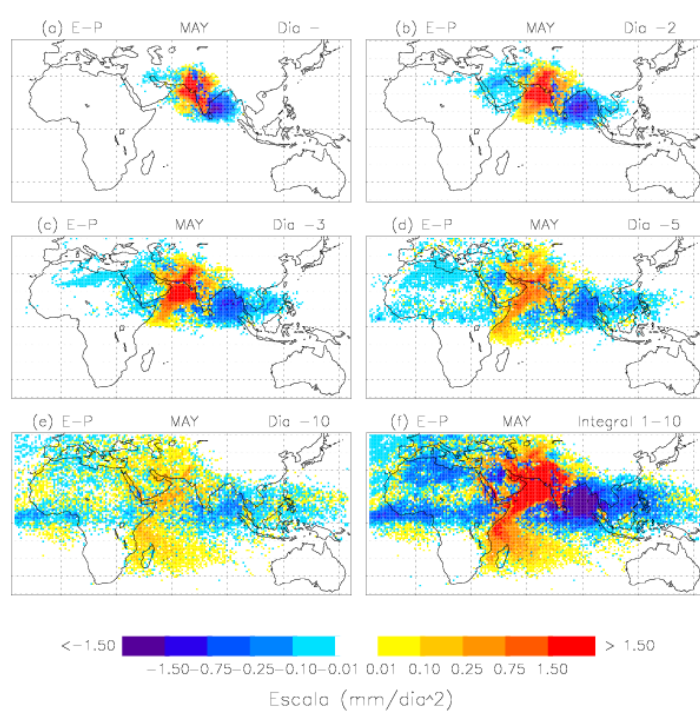 (a) E-P MAY Dia -
(b) E-P MAY Dia -2
(c) E-P MAY Dia -3
(d) E-P MAY Dia -5
(e) E-P MAY Dia -10
(f) E-P MAY Integral 1-10
<-1.50 > 1.50
-1.50-0.75-0.25-0.10-0.01 0.01 0.10 0.25 0.75 1.50
Escala (mm/dia^2)